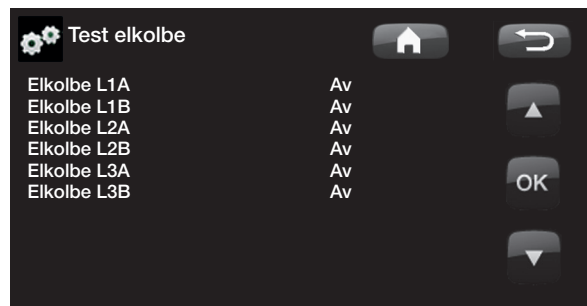 Test elkolbe
Elkolbe L1A Av
Elkolbe L1B Av
Elkolbe L2A Av
Elkolbe L2B Av
Elkolbe L3A Av
Elkolbe L3B Av
OK